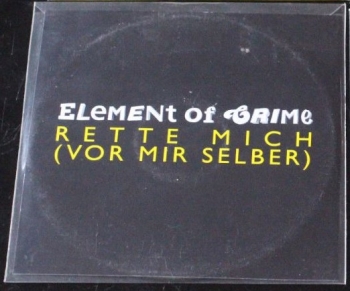 ELEMENT OF CRIME
RETTE MICH
(VOR MIR SELBER)